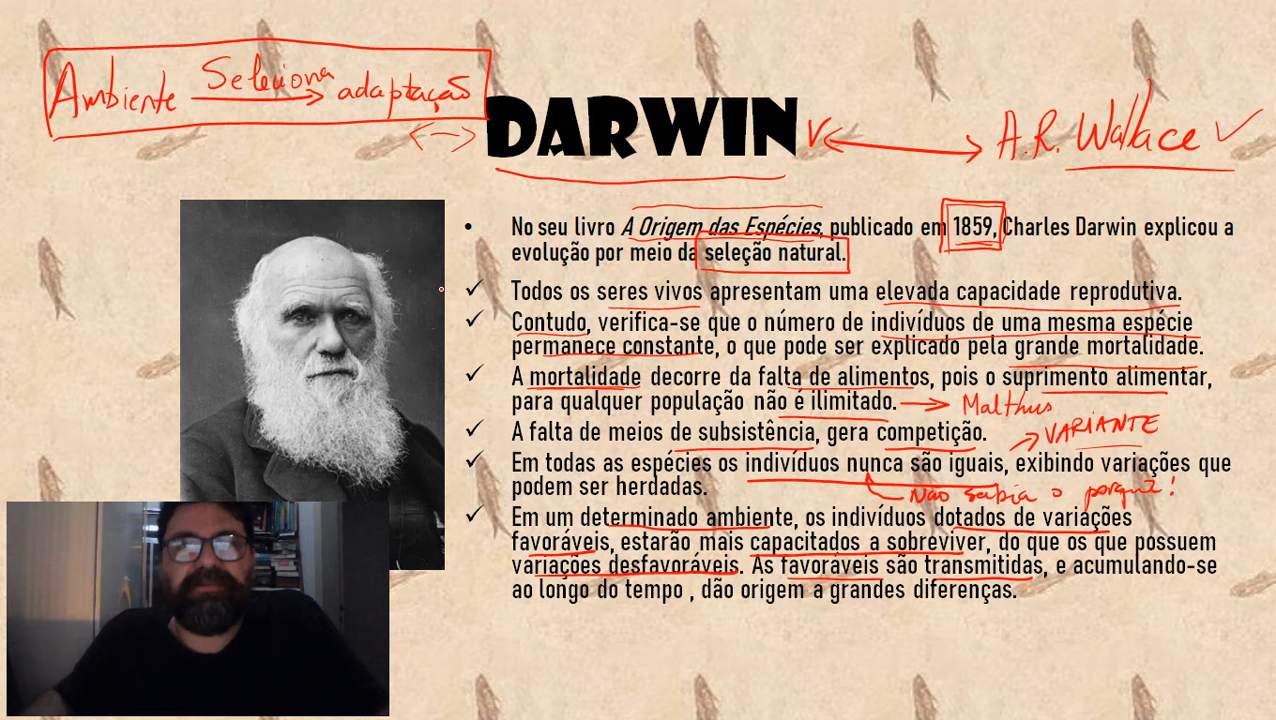 Ambiente Seleciona adaptação
DARWIN
A.R. Wallace
• No seu livro A Origem das Espécies, publicado em 1859, Charles Darwin explicou a
evolução por meio da seleção natural.
✓ Todos os seres vivos apresentam uma elevada capacidade reprodutiva.
✓ Contudo, verifica-se que o número de indivíduos de uma mesma espécie
permanece constante, o que pode ser explicado pela grande mortalidade.
✓ A mortalidade decorre da falta de alimentos, pois o suprimento alimentar,
para qualquer população não é ilimitado. → Malthus
✓ A falta de meios de subsistência, gera competição. → VARIANTE
✓ Em todas as espécies os indivíduos nunca são iguais, exibindo variações que
podem ser herdadas. Não sabia o porquê!
✓ Em um determinado ambiente, os indivíduos dotados de variações
favoráveis, estarão mais capacitados a sobreviver, do que os que possuem
variações desfavoráveis. As favoráveis são transmitidas, e acumulando-se
ao longo do tempo , dão origem a grandes diferenças.